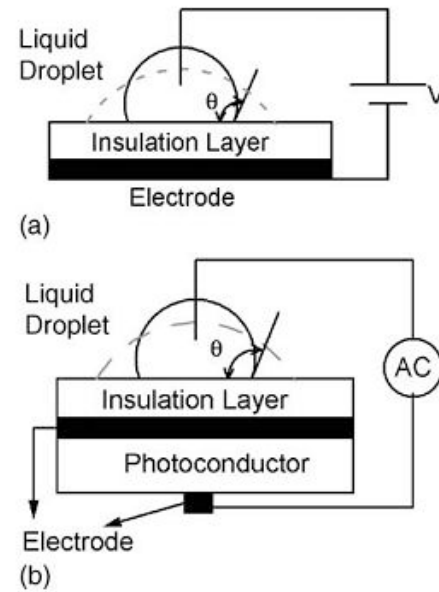 Liquid
Droplet
θ
V
Insulation Layer
Electrode
(a)
Liquid
Droplet
θ
AC
Insulation Layer
Photoconductor
Electrode
(b)